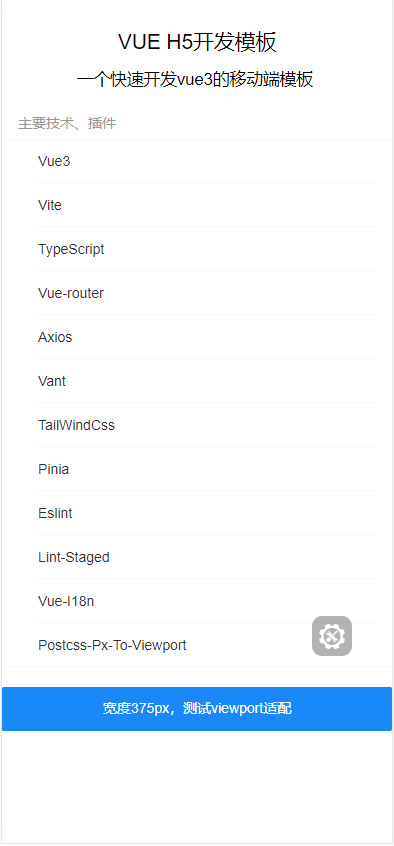 VUE H5开发模板
一个快速开发vue3的移动端模板
主要技术、插件
Vue3
Vite
TypeScript
Vue-router
Axios
Vant
TailWindCss
Pinia
Eslint
Lint-Staged
Vue-I18n
Postcss-Px-To-Viewport
宽度375px，测试viewport适配